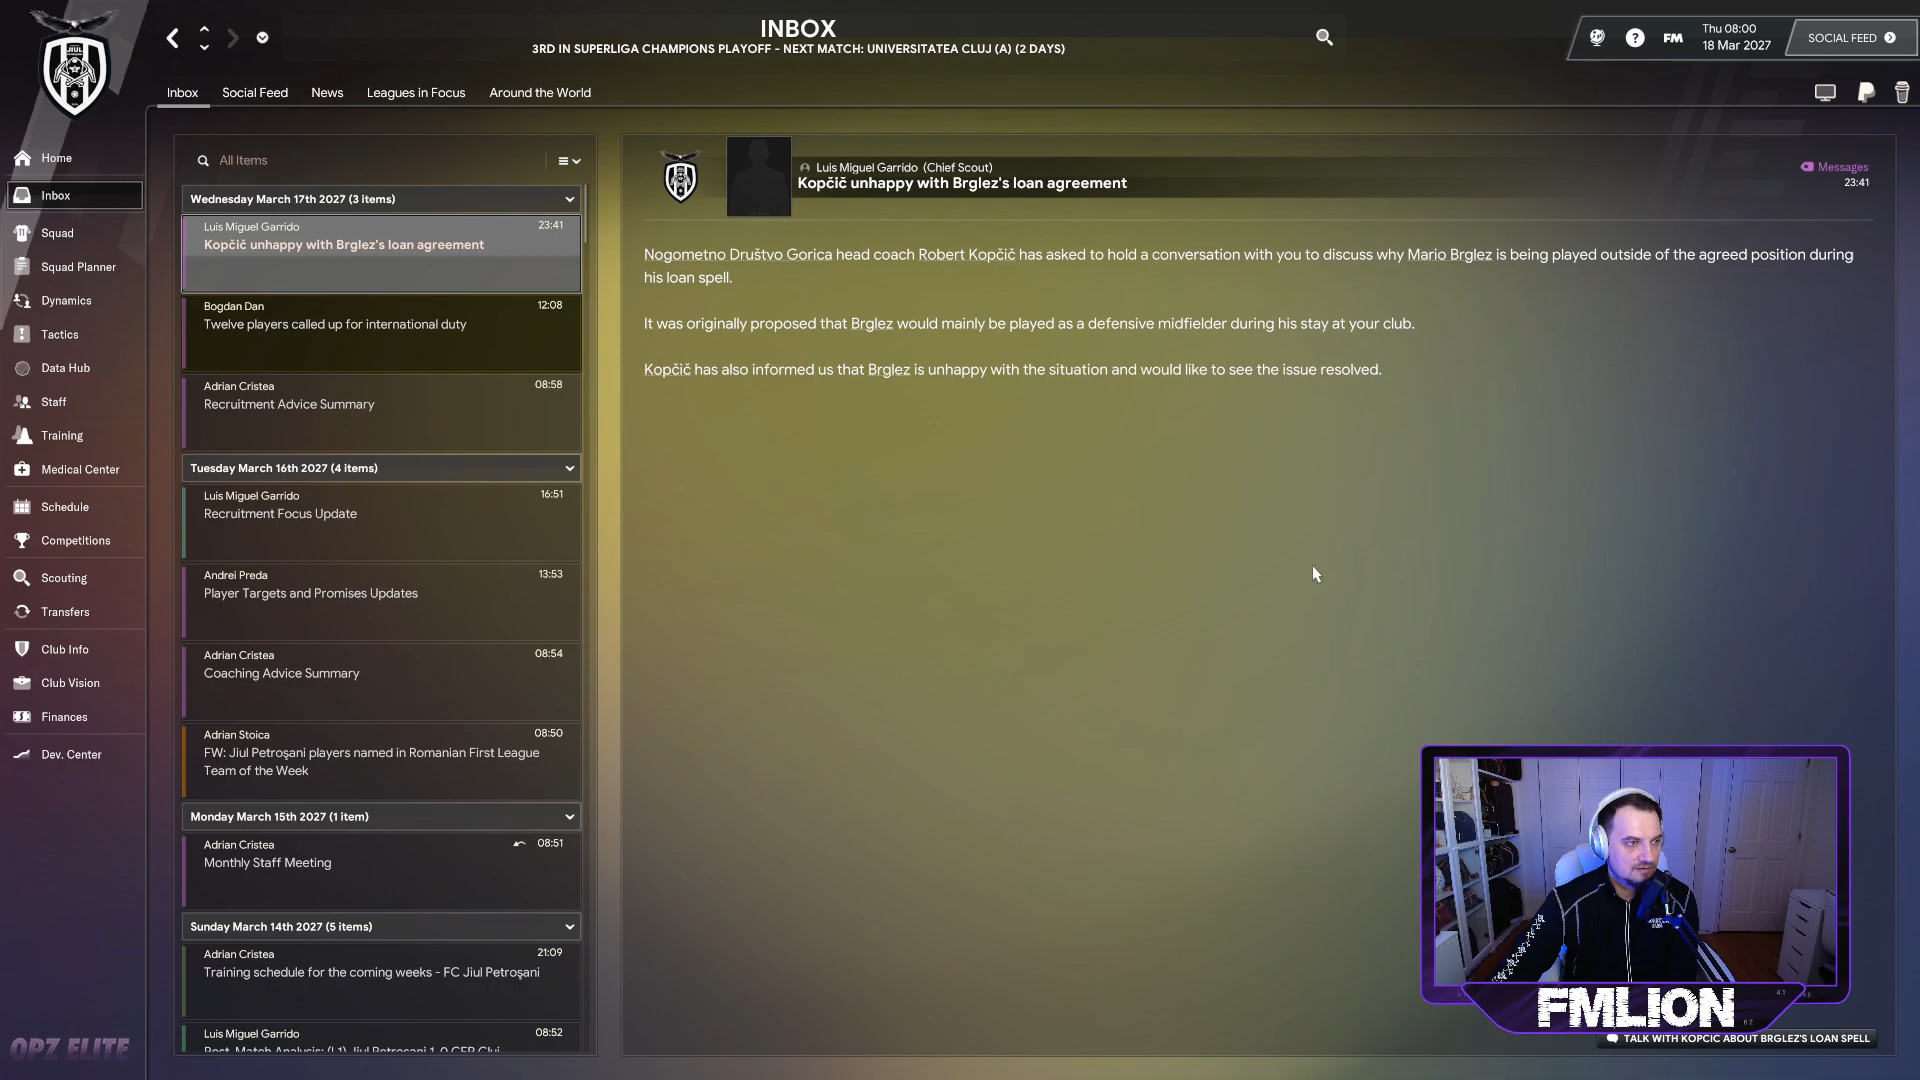 INBOX
3RD IN SUPERLIGA CHAMPIONS PLAYOFF - NEXT MATCH: UNIVERSITATEA CLUJ (A) (2 DAYS)
FM
Thu 08:00
18 Mar 2027
SOCIAL FEED
Inbox
Social Feed
News
Leagues in Focus
Around the World
Home
Inbox
Squad
Squad Planner
Dynamics
Tactics
Data Hub
Staff
Training
Medical Center
Schedule
Competitions
Scouting
Transfers
Club Info
Club Vision
Finances
Dev. Center
OPZ ELITE
All Items
Wednesday March 17th 2027 (3 items)
Luis Miguel Garrido 23:41
Kopčič unhappy with Brglez's loan agreement
Bogdan Dan 12:08
Twelve players called up for international duty
Adrian Cristea 08:58
Recruitment Advice Summary
Tuesday March 16th 2027 (4 items)
Luis Miguel Garrido 16:51
Recruitment Focus Update
Andrei Preda 13:53
Player Targets and Promises Updates
Adrian Cristea 08:54
Coaching Advice Summary
Adrian Stoica 08:50
FW: Jiul Petroşani players named in Romanian First League
Team of the Week
Monday March 15th 2027 (1 item)
Adrian Cristea 08:51
Monthly Staff Meeting
Sunday March 14th 2027 (5 items)
Adrian Cristea 21:09
Training schedule for the coming weeks - FC Jiul Petroşani
Luis Miguel Garrido 08:52
Post-Match Analysis: (L1) Jiul Petroşani 1-0 CFR Cluj
Luis Miguel Garrido (Chief Scout)
Kopčič unhappy with Brglez's loan agreement
Messages
23:41
Nogometno Društvo Gorica head coach Robert Kopčič has asked to hold a conversation with you to discuss why Mario Brglez is being played outside of the agreed position during
his loan spell.
It was originally proposed that Brglez would mainly be played as a defensive midfielder during his stay at your club.
Kopčič has also informed us that Brglez is unhappy with the situation and would like to see the issue resolved.
FMLION
TALK WITH KOPCIC ABOUT BRGLEZ'S LOAN SPELL